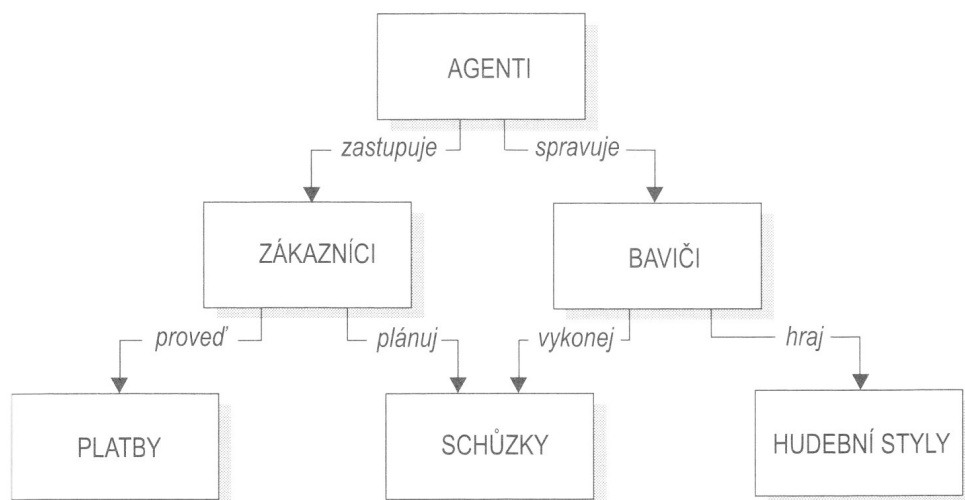 AGENTI
zastupuje
spravuje
ZÁKAZNÍCI
BAVIČI
proveď
plánuj
vykonej
hraj
PLATBY
SCHŮZKY
HUDEBNÍ STYLY